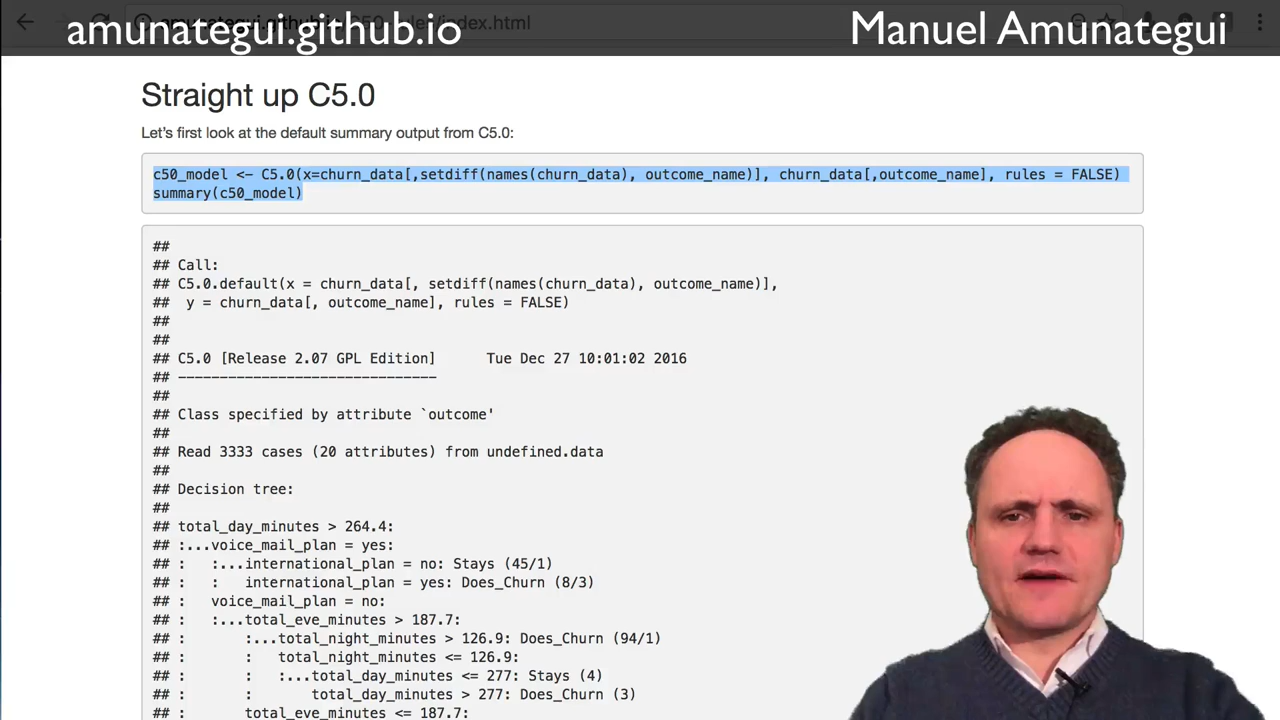 amunategui.github.io
Manuel Amunategui
Straight up C5.0
Let's first look at the default summary output from C5.0:
c50_model <- C5.0(x=churn_data[,setdiff(names(churn_data), outcome_name)], churn_data[,outcome_name], rules = FALSE)
summary(c50_model)
##
## Call:
## C5.0.default(x = churn_data[, setdiff(names(churn_data), outcome_name)],
##  y = churn_data[, outcome_name], rules = FALSE)
##
##
## C5.0 [Release 2.07 GPL Edition]      Tue Dec 27 10:01:02 2016
## -------------------------------
##
## Class specified by attribute `outcome'
##
## Read 3333 cases (20 attributes) from undefined.data
##
## Decision tree:
##
## total_day_minutes > 264.4:
## :...voice_mail_plan = yes:
## :   :...international_plan = no: Stays (45/1)
## :   :   international_plan = yes: Does_Churn (8/3)
## :   voice_mail_plan = no:
## :   :...total_eve_minutes > 187.7:
## :       :...total_night_minutes > 126.9: Does_Churn (94/1)
## :       :   total_night_minutes <= 126.9:
## :       :   :...total_day_minutes <= 277: Stays (4)
## :       :       total_day_minutes > 277: Does_Churn (3)
## :       total_eve_minutes <= 187.7: